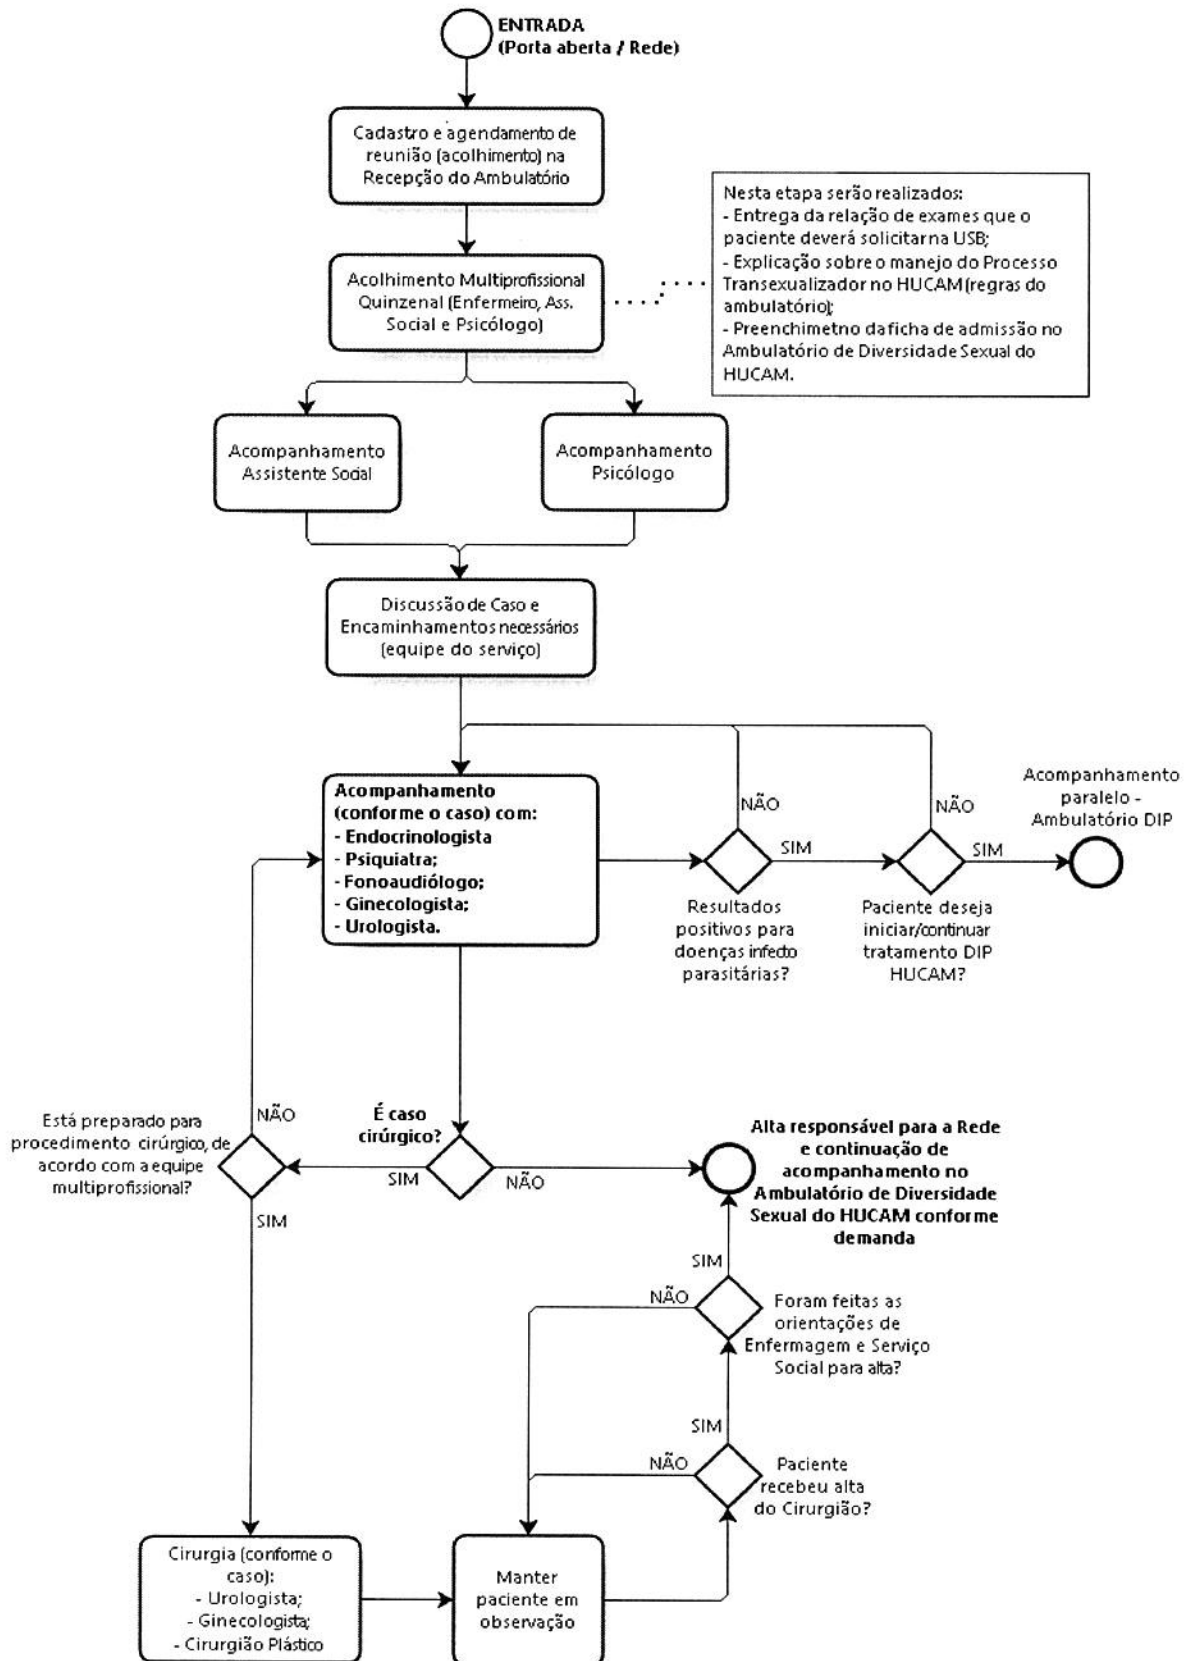 ENTRADA
(Porta aberta / Rede)
Cadastro e agendamento de
reunião (acolhimento) na
Recepção do Ambulatório
Nesta etapa serão realizados:
- Entrega da relação de exames que o
paciente deverá solicitar na USB;
- Explicação sobre o manejo do Processo
Transexualizador no HUCAM (regras do
ambulatório);
- Preenchimetno da ficha de admissão no
Ambulatório de Diversidade Sexual do
HUCAM.
Acolhimento Multiprofissional
Quinzenal (Enfermeiro, Ass.
Social e Psicólogo)
Acompanhamento
Assistente Social
Acompanhamento
Psicólogo
Discussão de Caso e
Encaminhamentos necessários
(equipe do serviço)
Acompanhamento
(conforme o caso) com:
- Endocrinologista
- Psiquiatra;
- Fonoaudiólogo;
- Ginecologista;
- Urologista.
NÃO
SIM
Resultados
positivos para
doenças infecto
parasitárias?
NÃO
SIM
Paciente deseja
iniciar/continuar
tratamento DIP
HUCAM?
Acompanhamento
paralelo -
Ambulatório DIP
Está preparado para
procedimento cirúrgico, de
acordo com a equipe
multiprofissional?
NÃO
SIM
É caso
cirúrgico?
SIM
NÃO
Alta responsável para a Rede
e continuação de
acompanhamento no
Ambulatório de Diversidade
Sexual do HUCAM conforme
demanda
SIM
NÃO
Foram feitas as
orientações de
Enfermagem e Serviço
Social para alta?
SIM
NÃO
Paciente
recebeu alta
do Cirurgião?
Cirurgia (conforme o
caso):
- Urologista;
- Ginecologista;
- Cirurgião Plástico
Manter
paciente em
observação